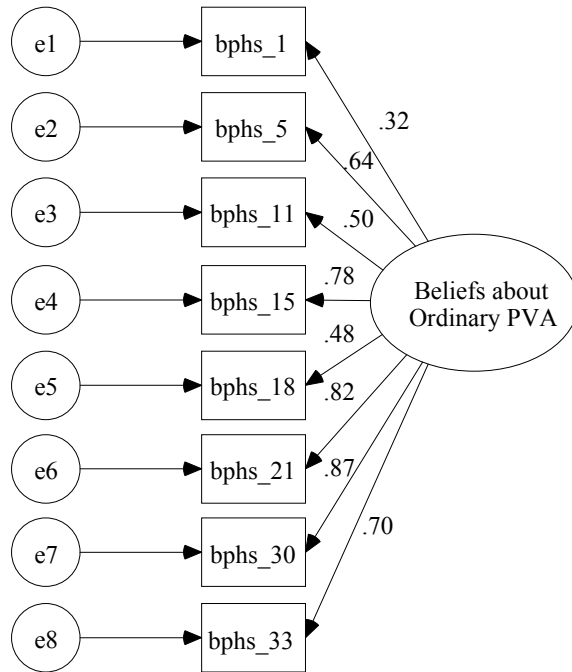 e1
bphs_1
.32
e2
bphs_5
.64
e3
bphs_11
.50
e4
bphs_15
.78
Beliefs about
Ordinary PVA
e5
bphs_18
.48
e6
bphs_21
.82
e7
bphs_30
.87
e8
bphs_33
.70